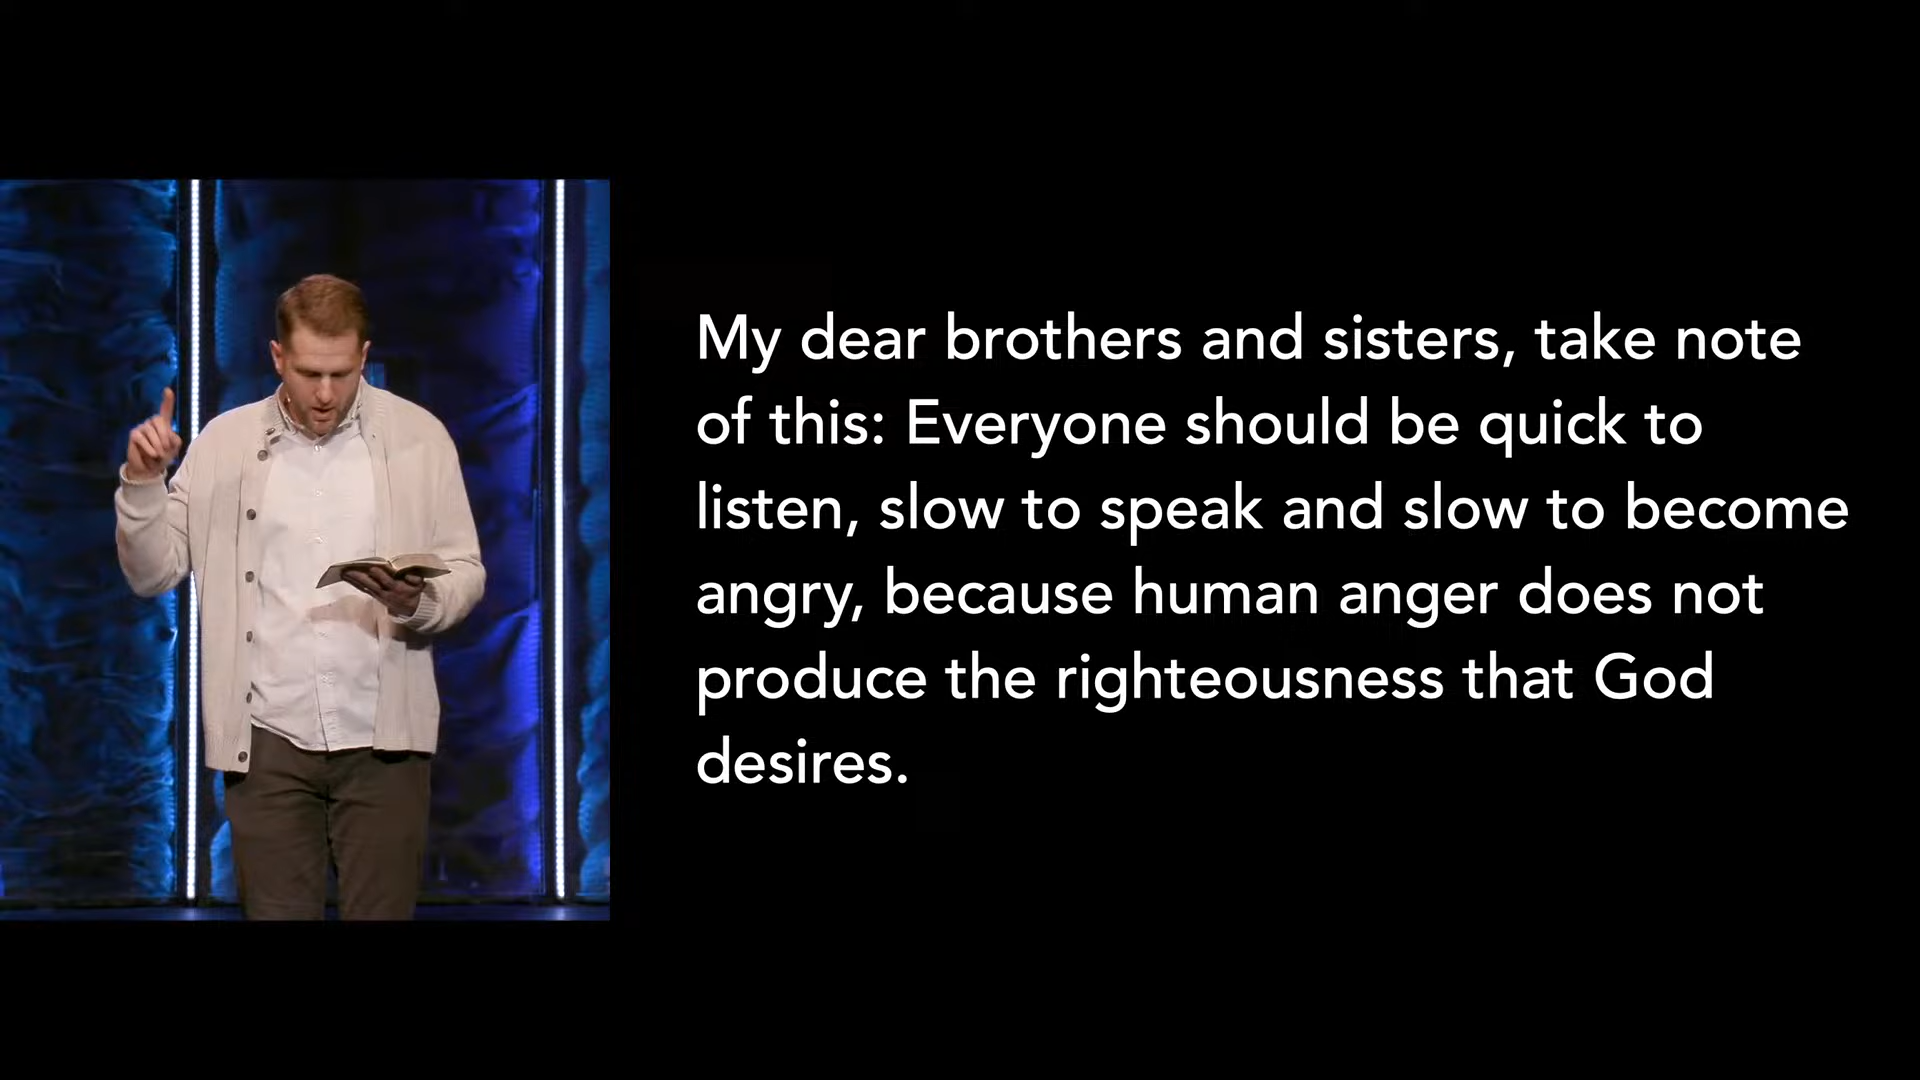 My dear brothers and sisters, take note
of this: Everyone should be quick to
listen, slow to speak and slow to become
angry, because human anger does not
produce the righteousness that God
desires.